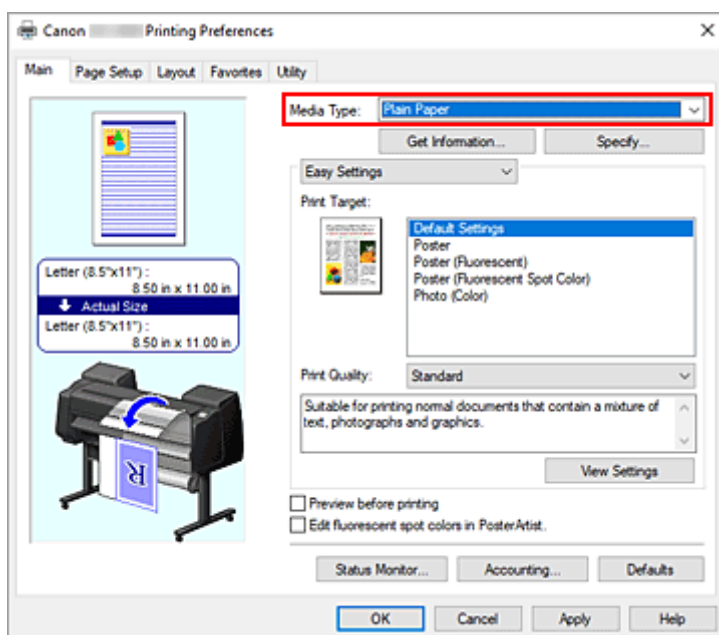 Canon Printing Preferences
Main Page Setup Layout Favorites Utility
Media Type: Plain Paper
Get Information... Specify...
Easy Settings
Print Target:
Default Settings
Poster
Poster (Fluorescent)
Poster (Fluorescent Spot Color)
Photo (Color)
Letter (8.5"x11") :
8.50 in x 11.00 in
Actual Size
Letter (8.5"x11") :
8.50 in x 11.00 in
R
Print Quality: Standard
Suitable for printing normal documents that contain a mixture of
text, photographs and graphics.
View Settings
Preview before printing
Edit fluorescent spot colors in PosterArtist.
Status Monitor... Accounting... Defaults
OK Cancel Apply Help